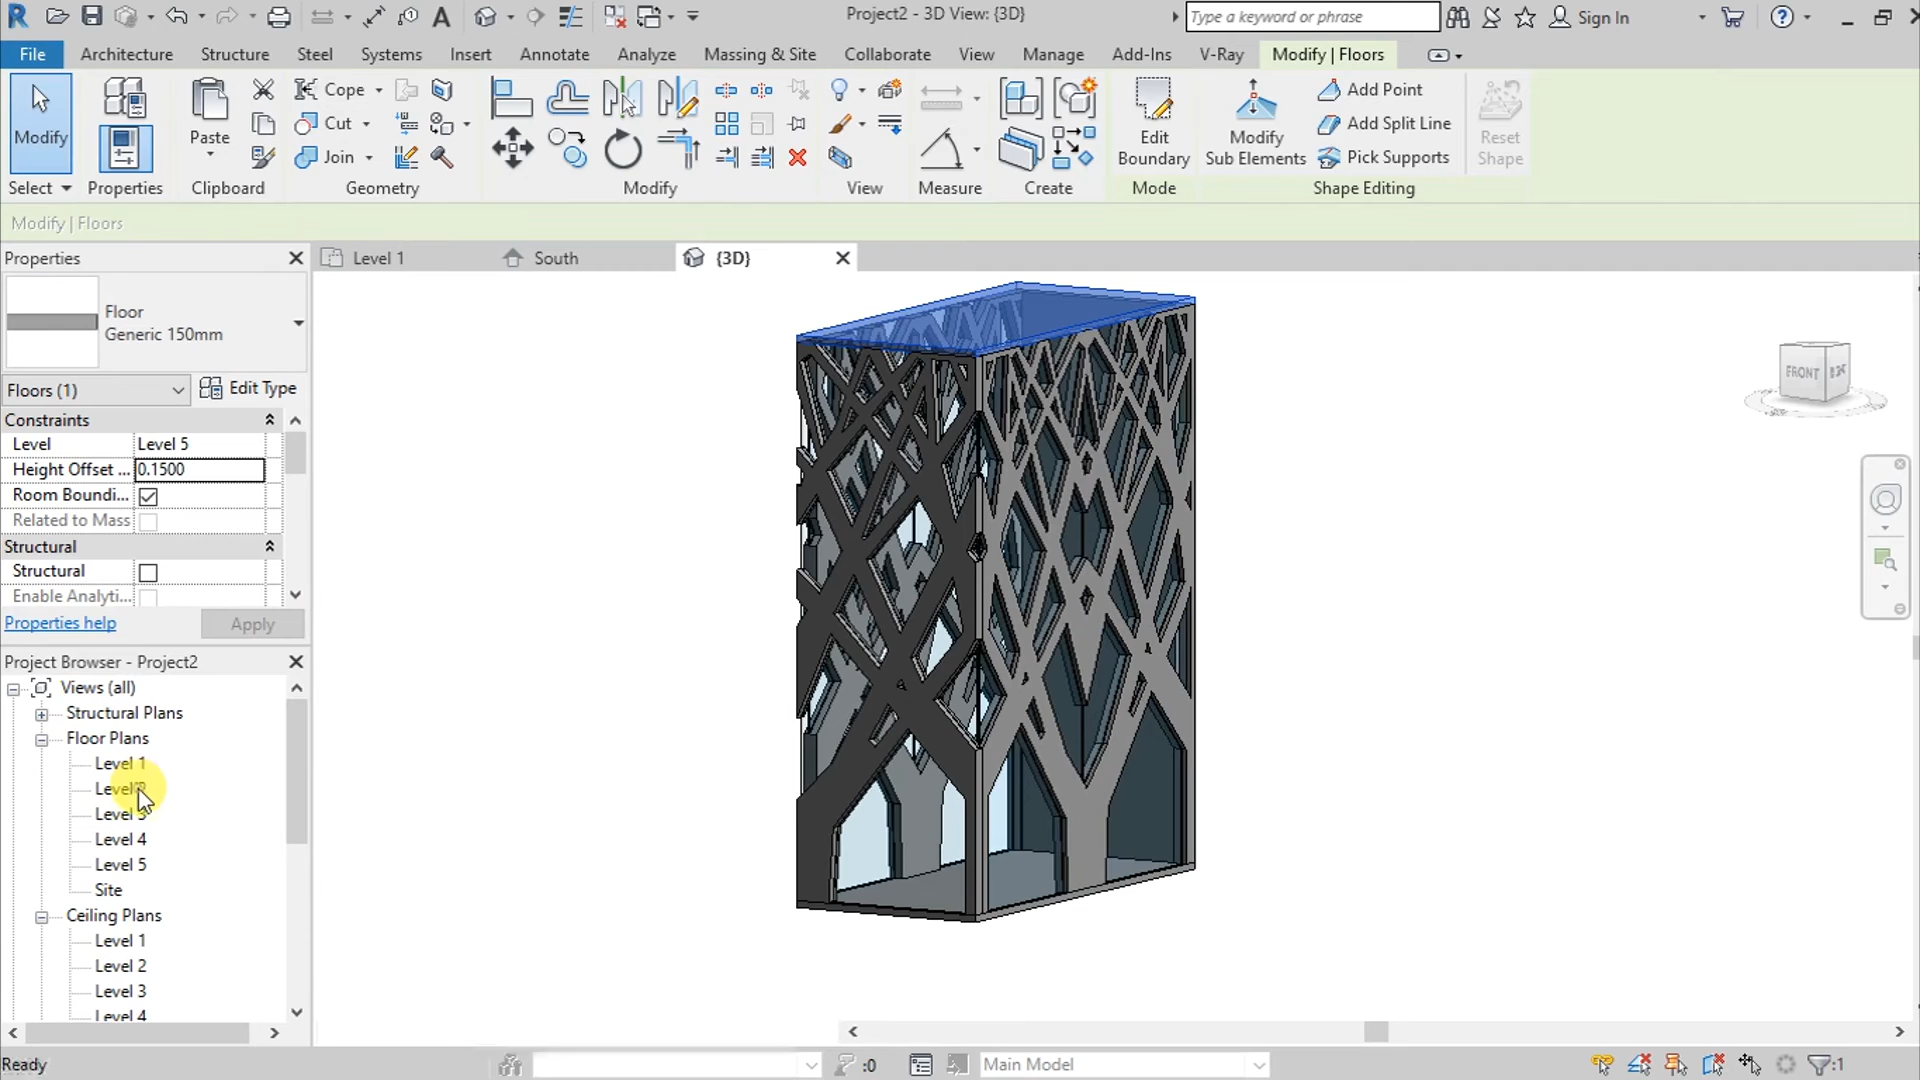 Project2 - 3D View: {3D}
Type a keyword or phrase
Sign In
File
Architecture
Structure
Steel
Systems
Insert
Annotate
Analyze
Massing & Site
Collaborate
View
Manage
Add-Ins
V-Ray
Modify | Floors
Modify
Paste
Cope
Cut
Join
Edit
Boundary
Modify
Sub Elements
Add Point
Add Split Line
Pick Supports
Reset
Shape
Select
Properties
Clipboard
Geometry
Modify
View
Measure
Create
Mode
Shape Editing
Modify | Floors
Properties
Level 1
South
{3D}
Floor
Generic 150mm
Floors (1)
Edit Type
Constraints
Level
Level 5
Height Offset ...
0.1500
Room Boundi...
Related to Mass
Structural
Structural
Enable Analyti...
Properties help
Apply
FRONT
Project Browser - Project2
Views (all)
Structural Plans
Floor Plans
Level 1
Level
Level 3
Level 4
Level 5
Site
Ceiling Plans
Level 1
Level 2
Level 3
Level 4
Ready
:0
Main Model
:1